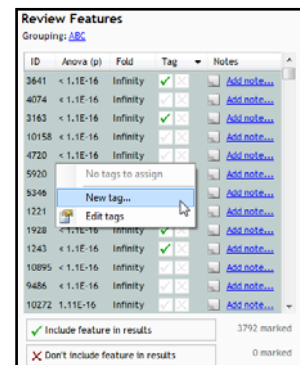 Review Features
Grouping: ABC
ID Anova (p) Fold Tag Notes
3641 < 1.1E-16 Infinity Add note...
4074 < 1.1E-16 Infinity Add note...
3163 < 1.1E-16 Infinity Add note...
10158 < 1.1E-16 Infinity Add note...
4720 < 1.1E-16 Infinity Add note...
5920 No tags to assign Add note...
5346 New tag... Add note...
1221 Edit tags Add note...
1928 < 1.1E-16 Infinity Add note...
1243 < 1.1E-16 Infinity Add note...
10895 < 1.1E-16 Infinity Add note...
9486 < 1.1E-16 Infinity Add note...
10272 1.11E-16 Infinity Add note...
Include feature in results 3792 marked
Don't include feature in results 0 marked